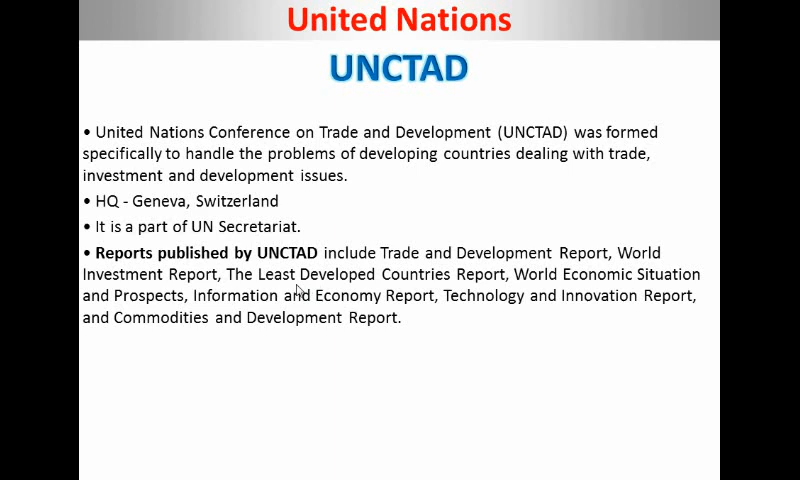 United Nations
UNCTAD
• United Nations Conference on Trade and Development (UNCTAD) was formed
specifically to handle the problems of developing countries dealing with trade,
investment and development issues.
• HQ - Geneva, Switzerland
• It is a part of UN Secretariat.
• Reports published by UNCTAD include Trade and Development Report, World
Investment Report, The Least Developed Countries Report, World Economic Situation
and Prospects, Information and Economy Report, Technology and Innovation Report,
and Commodities and Development Report.